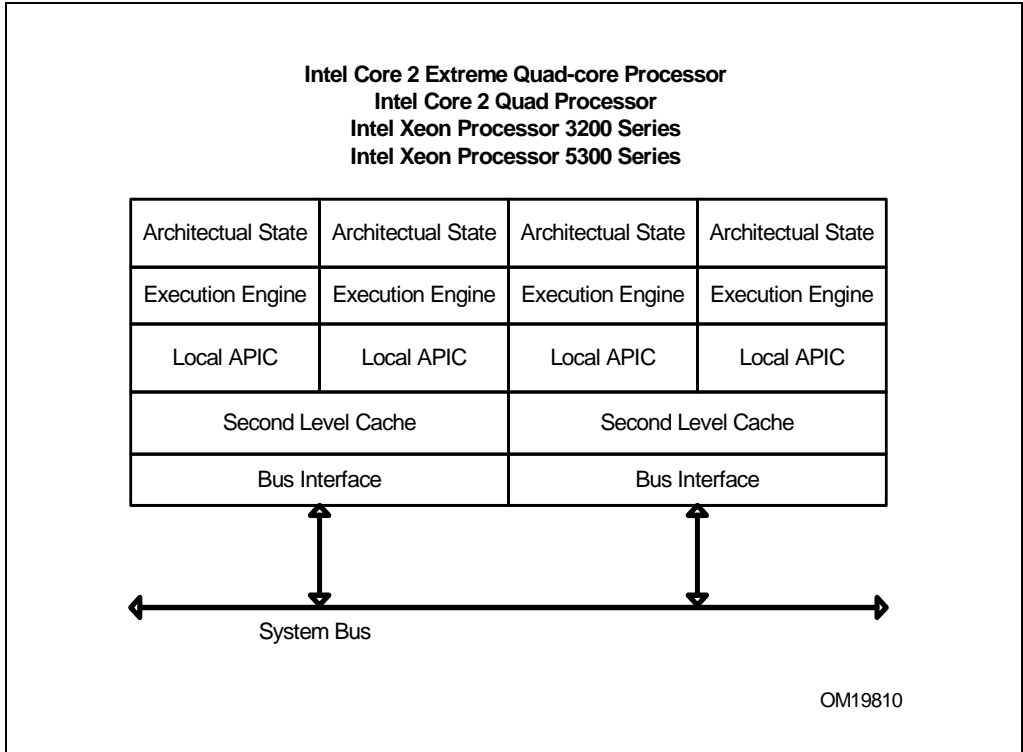 Intel Core 2 Extreme Quad-core Processor
Intel Core 2 Quad Processor
Intel Xeon Processor 3200 Series
Intel Xeon Processor 5300 Series
Architectual State Architectual State Architectual State Architectual State
Execution Engine Execution Engine Execution Engine Execution Engine
Local APIC Local APIC Local APIC Local APIC
Second Level Cache Second Level Cache
Bus Interface Bus Interface
System Bus
OM19810